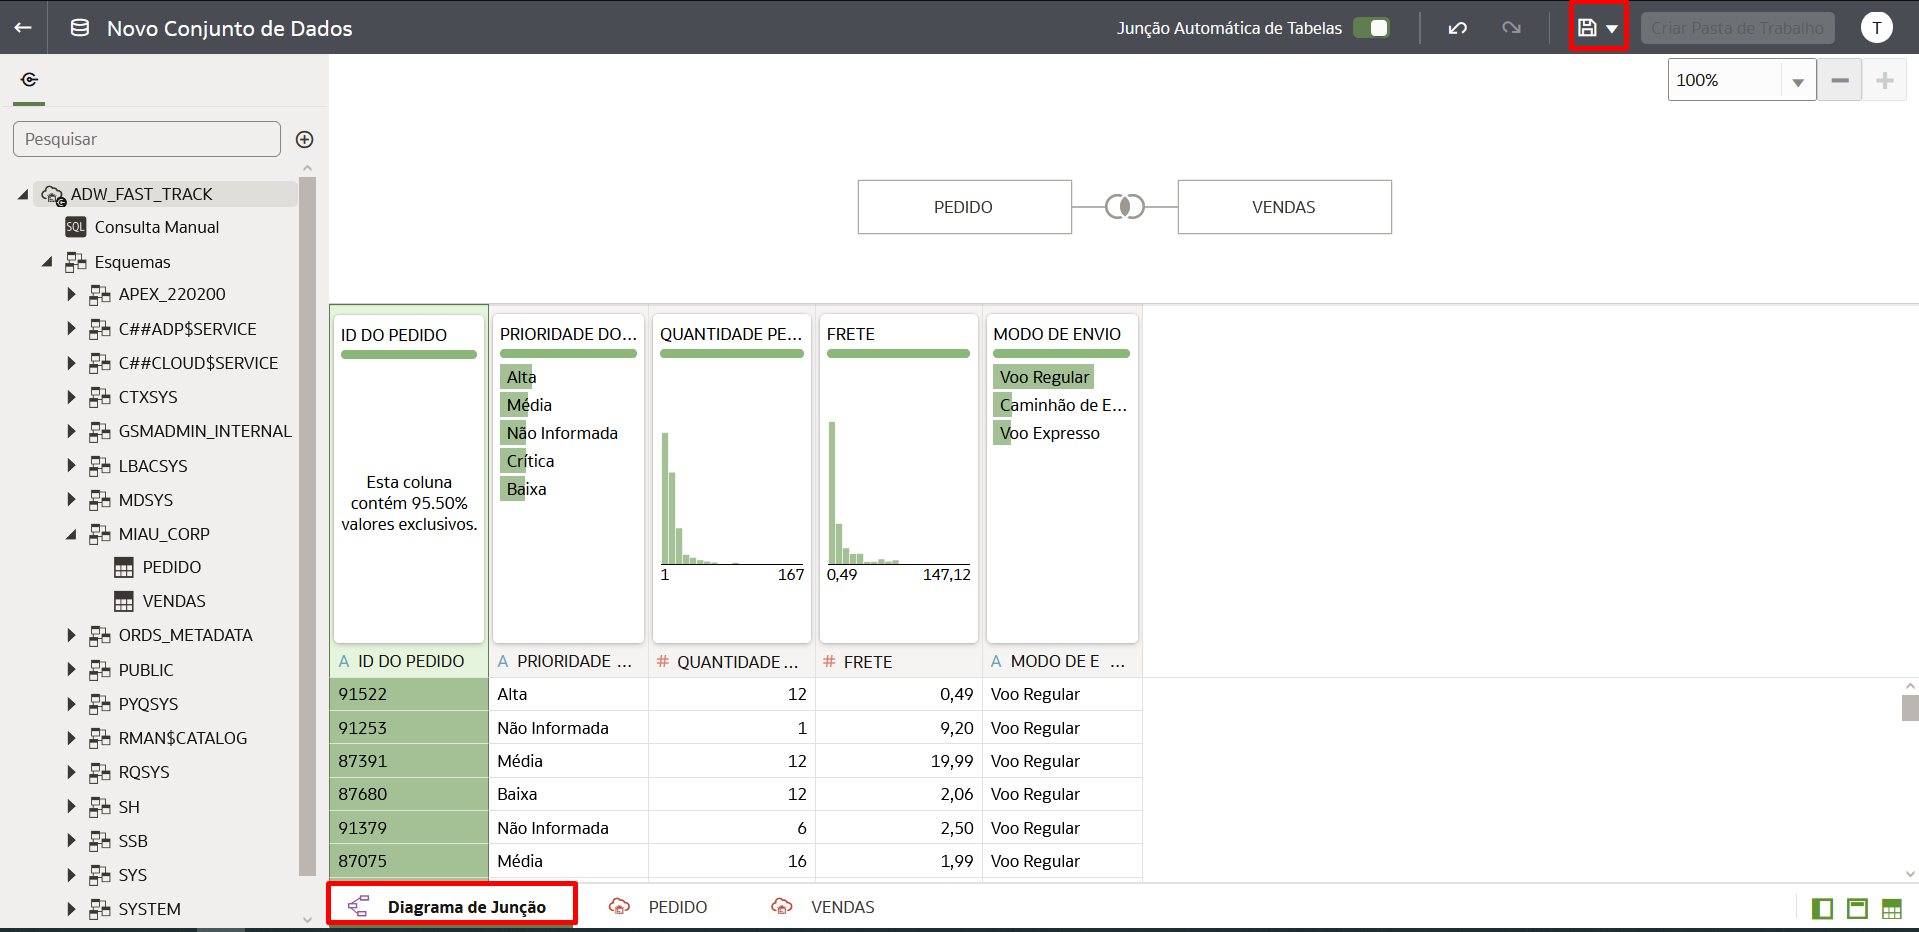 Novo Conjunto de Dados
Junção Automática de Tabelas
Criar Pasta de Trabalho
T
Pesquisar
100%
ADW_FAST_TRACK
SQL Consulta Manual
Esquemas
APEX_220200
C##ADP$SERVICE
C##CLOUD$SERVICE
CTXSYS
GSMADMIN_INTERNAL
LBACSYS
MDSYS
MIAU_CORP
PEDIDO
VENDAS
ORDS_METADATA
PUBLIC
PYQSYS
RMAN$CATALOG
RQSYS
SH
SSB
SYS
SYSTEM
PEDIDO
VENDAS
ID DO PEDIDO
Esta coluna
contém 95.50%
valores exclusivos.
PRIORIDADE DO...
Alta
Média
Não Informada
Crítica
Baixa
QUANTIDADE PE...
1 167
FRETE
0,49 147,12
MODO DE ENVIO
Voo Regular
Caminhão de E...
Voo Expresso
A ID DO PEDIDO A PRIORIDADE ... # QUANTIDADE... # FRETE A MODO DE E ...
91522 Alta 12 0,49 Voo Regular
91253 Não Informada 1 9,20 Voo Regular
87391 Média 12 19,99 Voo Regular
87680 Baixa 12 2,06 Voo Regular
91379 Não Informada 6 2,50 Voo Regular
87075 Média 16 1,99 Voo Regular
Diagrama de Junção PEDIDO VENDAS